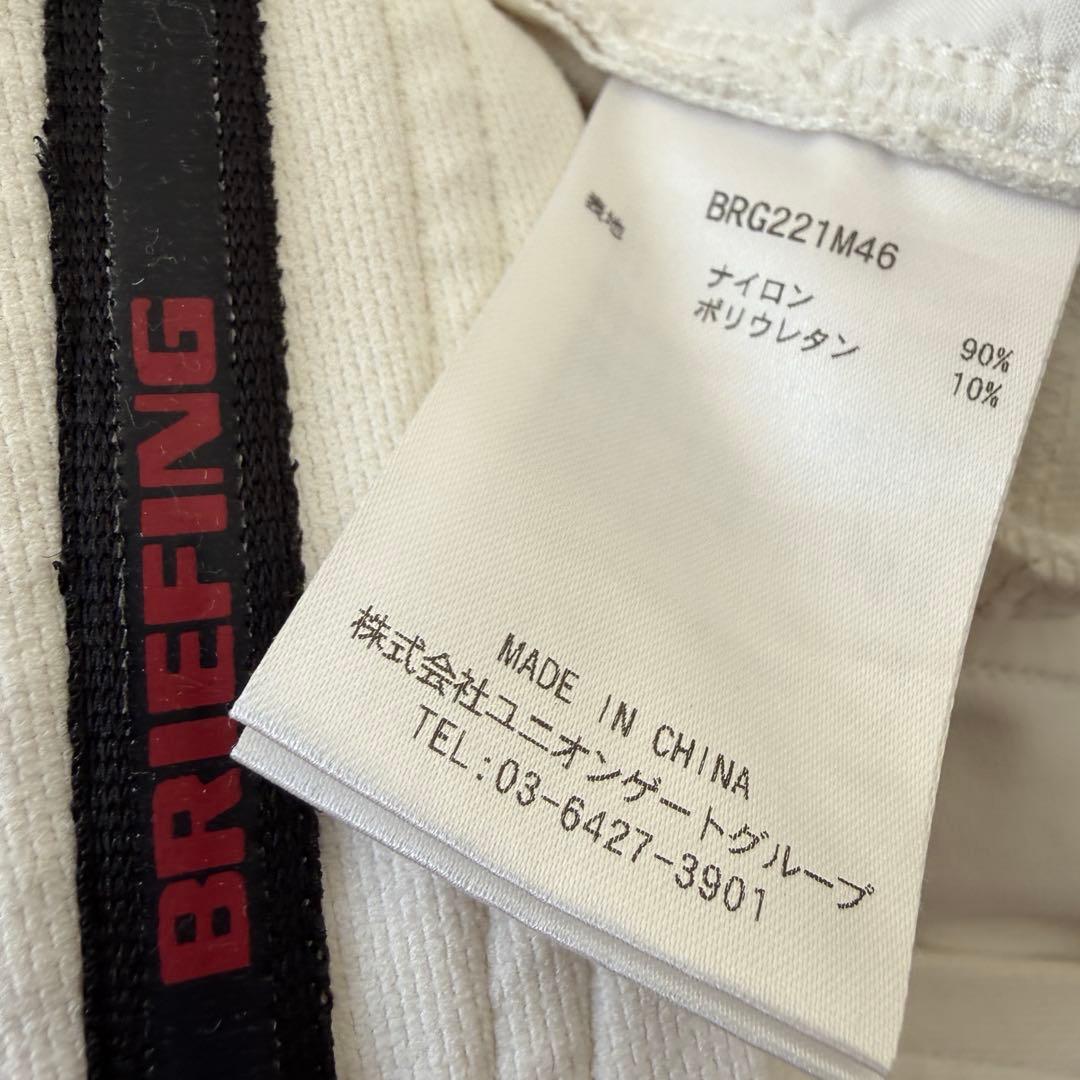 BRIEFING
BRG221M46
表地
ナイロン 90%
ポリウレタン 10%
MADE IN CHINA
株式会社ユニオンゲートグループ
TEL:03-6427-3901